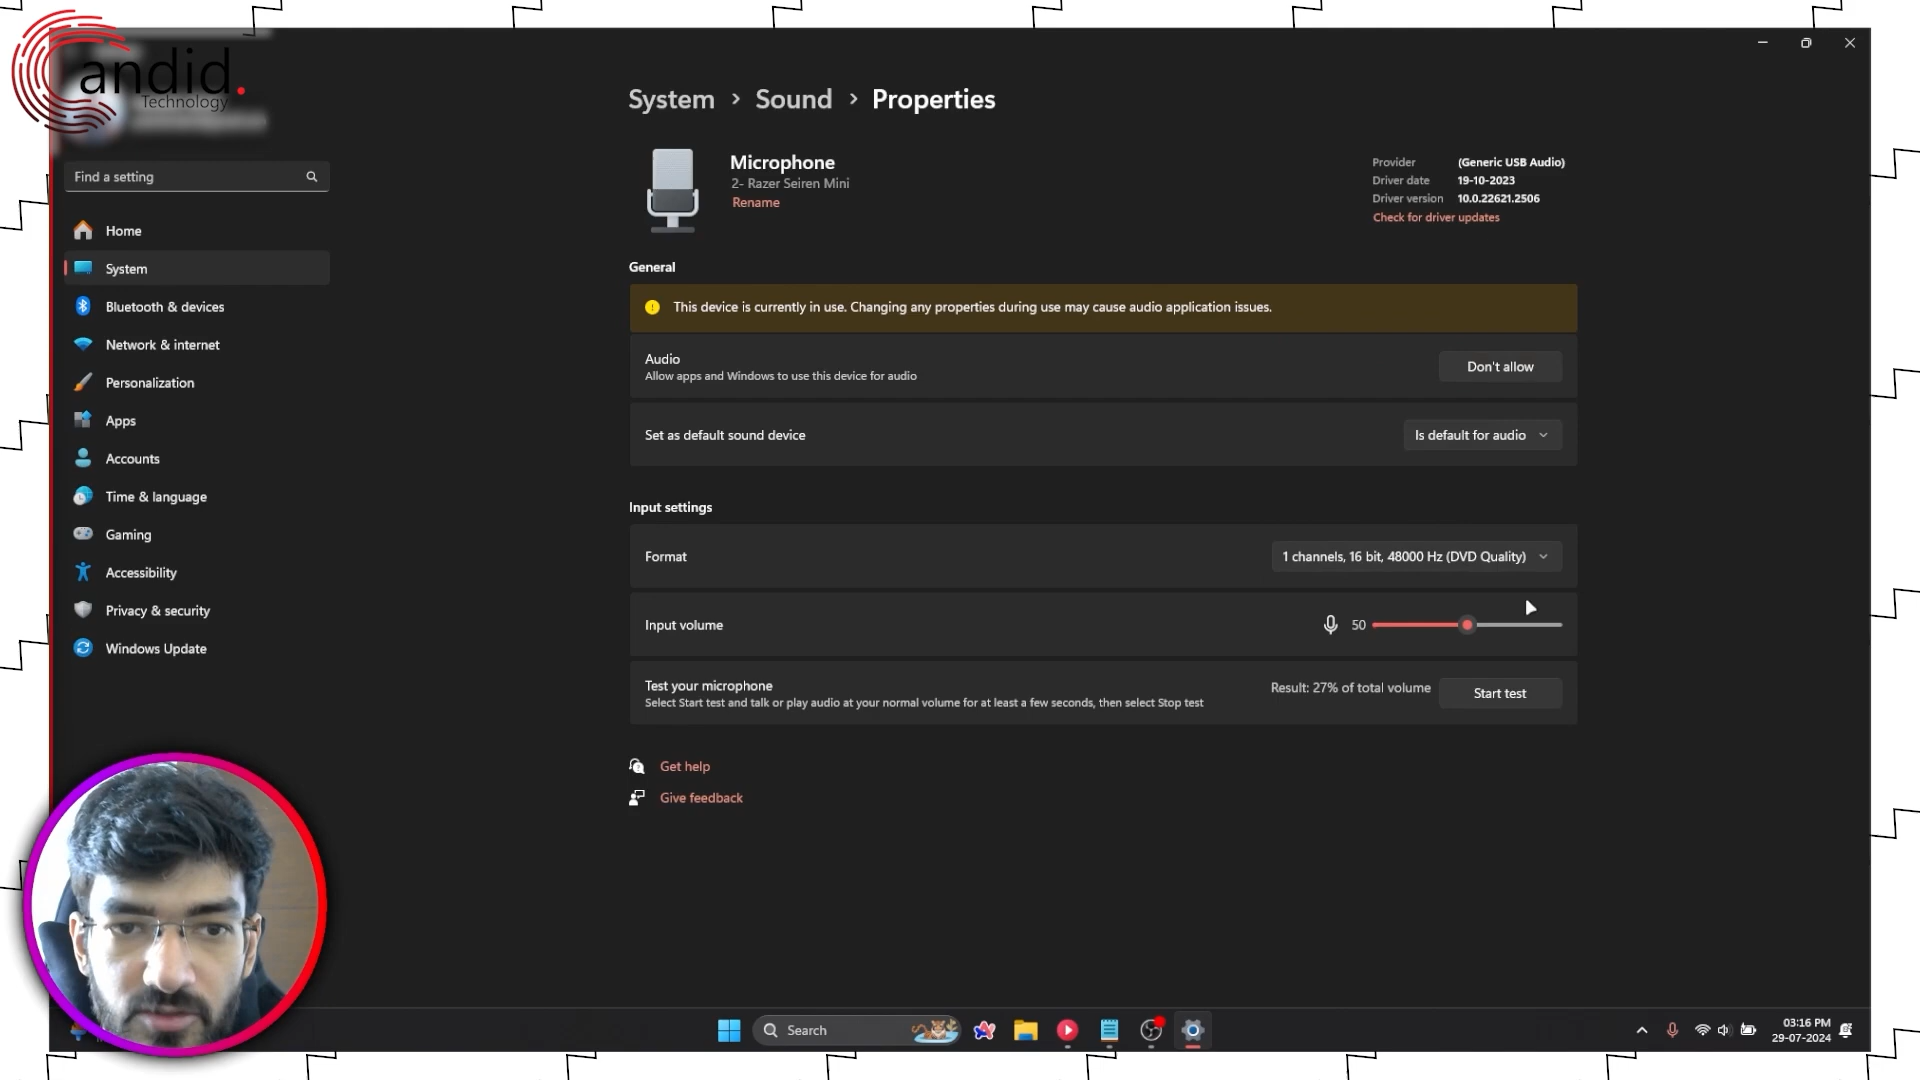 andid.
Technology
System > Sound > Properties
Find a setting
Home
System
Bluetooth & devices
Network & internet
Personalization
Apps
Accounts
Time & language
Gaming
Accessibility
Privacy & security
Windows Update
Microphone
2- Razer Seiren Mini
Rename
Provider (Generic USB Audio)
Driver date 19-10-2023
Driver version 10.0.22621.2506
Check for driver updates
General
This device is currently in use. Changing any properties during use may cause audio application issues.
Audio
Allow apps and Windows to use this device for audio
Don't allow
Set as default sound device
Is default for audio
Input settings
Format
1 channels, 16 bit, 48000 Hz (DVD Quality)
Input volume
50
Test your microphone
Select Start test and talk or play audio at your normal volume for at least a few seconds, then select Stop test
Result: 27% of total volume
Start test
Get help
Give feedback
Search
03:16 PM
29-07-2024